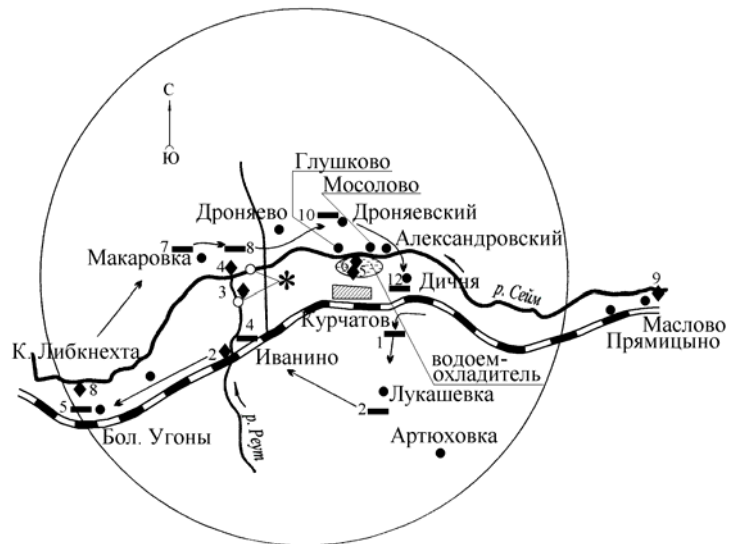 С
Ю
Глушково
Мосолово
Дроняево
10
Дроняевский
Александровский
7
8
Макаровка
4
6
5
12
Дичня
9
3
р. Сейм
Маслово
Прямицыно
Курчатов
4
1
К. Либкнехта
2
Иванино
водоем-
охладитель
8
5
Лукашевка
2
Бол. Угоны
р. Реут
Артюховка